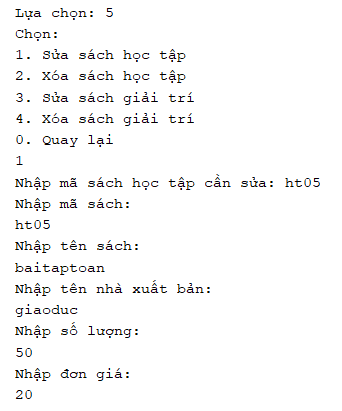 Lựa chọn: 5
Chọn:
1. Sửa sách học tập
2. Xóa sách học tập
3. Sửa sách giải trí
4. Xóa sách giải trí
0. Quay lại
1
Nhập mã sách học tập cần sửa: ht05
Nhập mã sách:
ht05
Nhập tên sách:
baitaptoan
Nhập tên nhà xuất bản:
giaoduc
Nhập số lượng:
50
Nhập đơn giá:
20